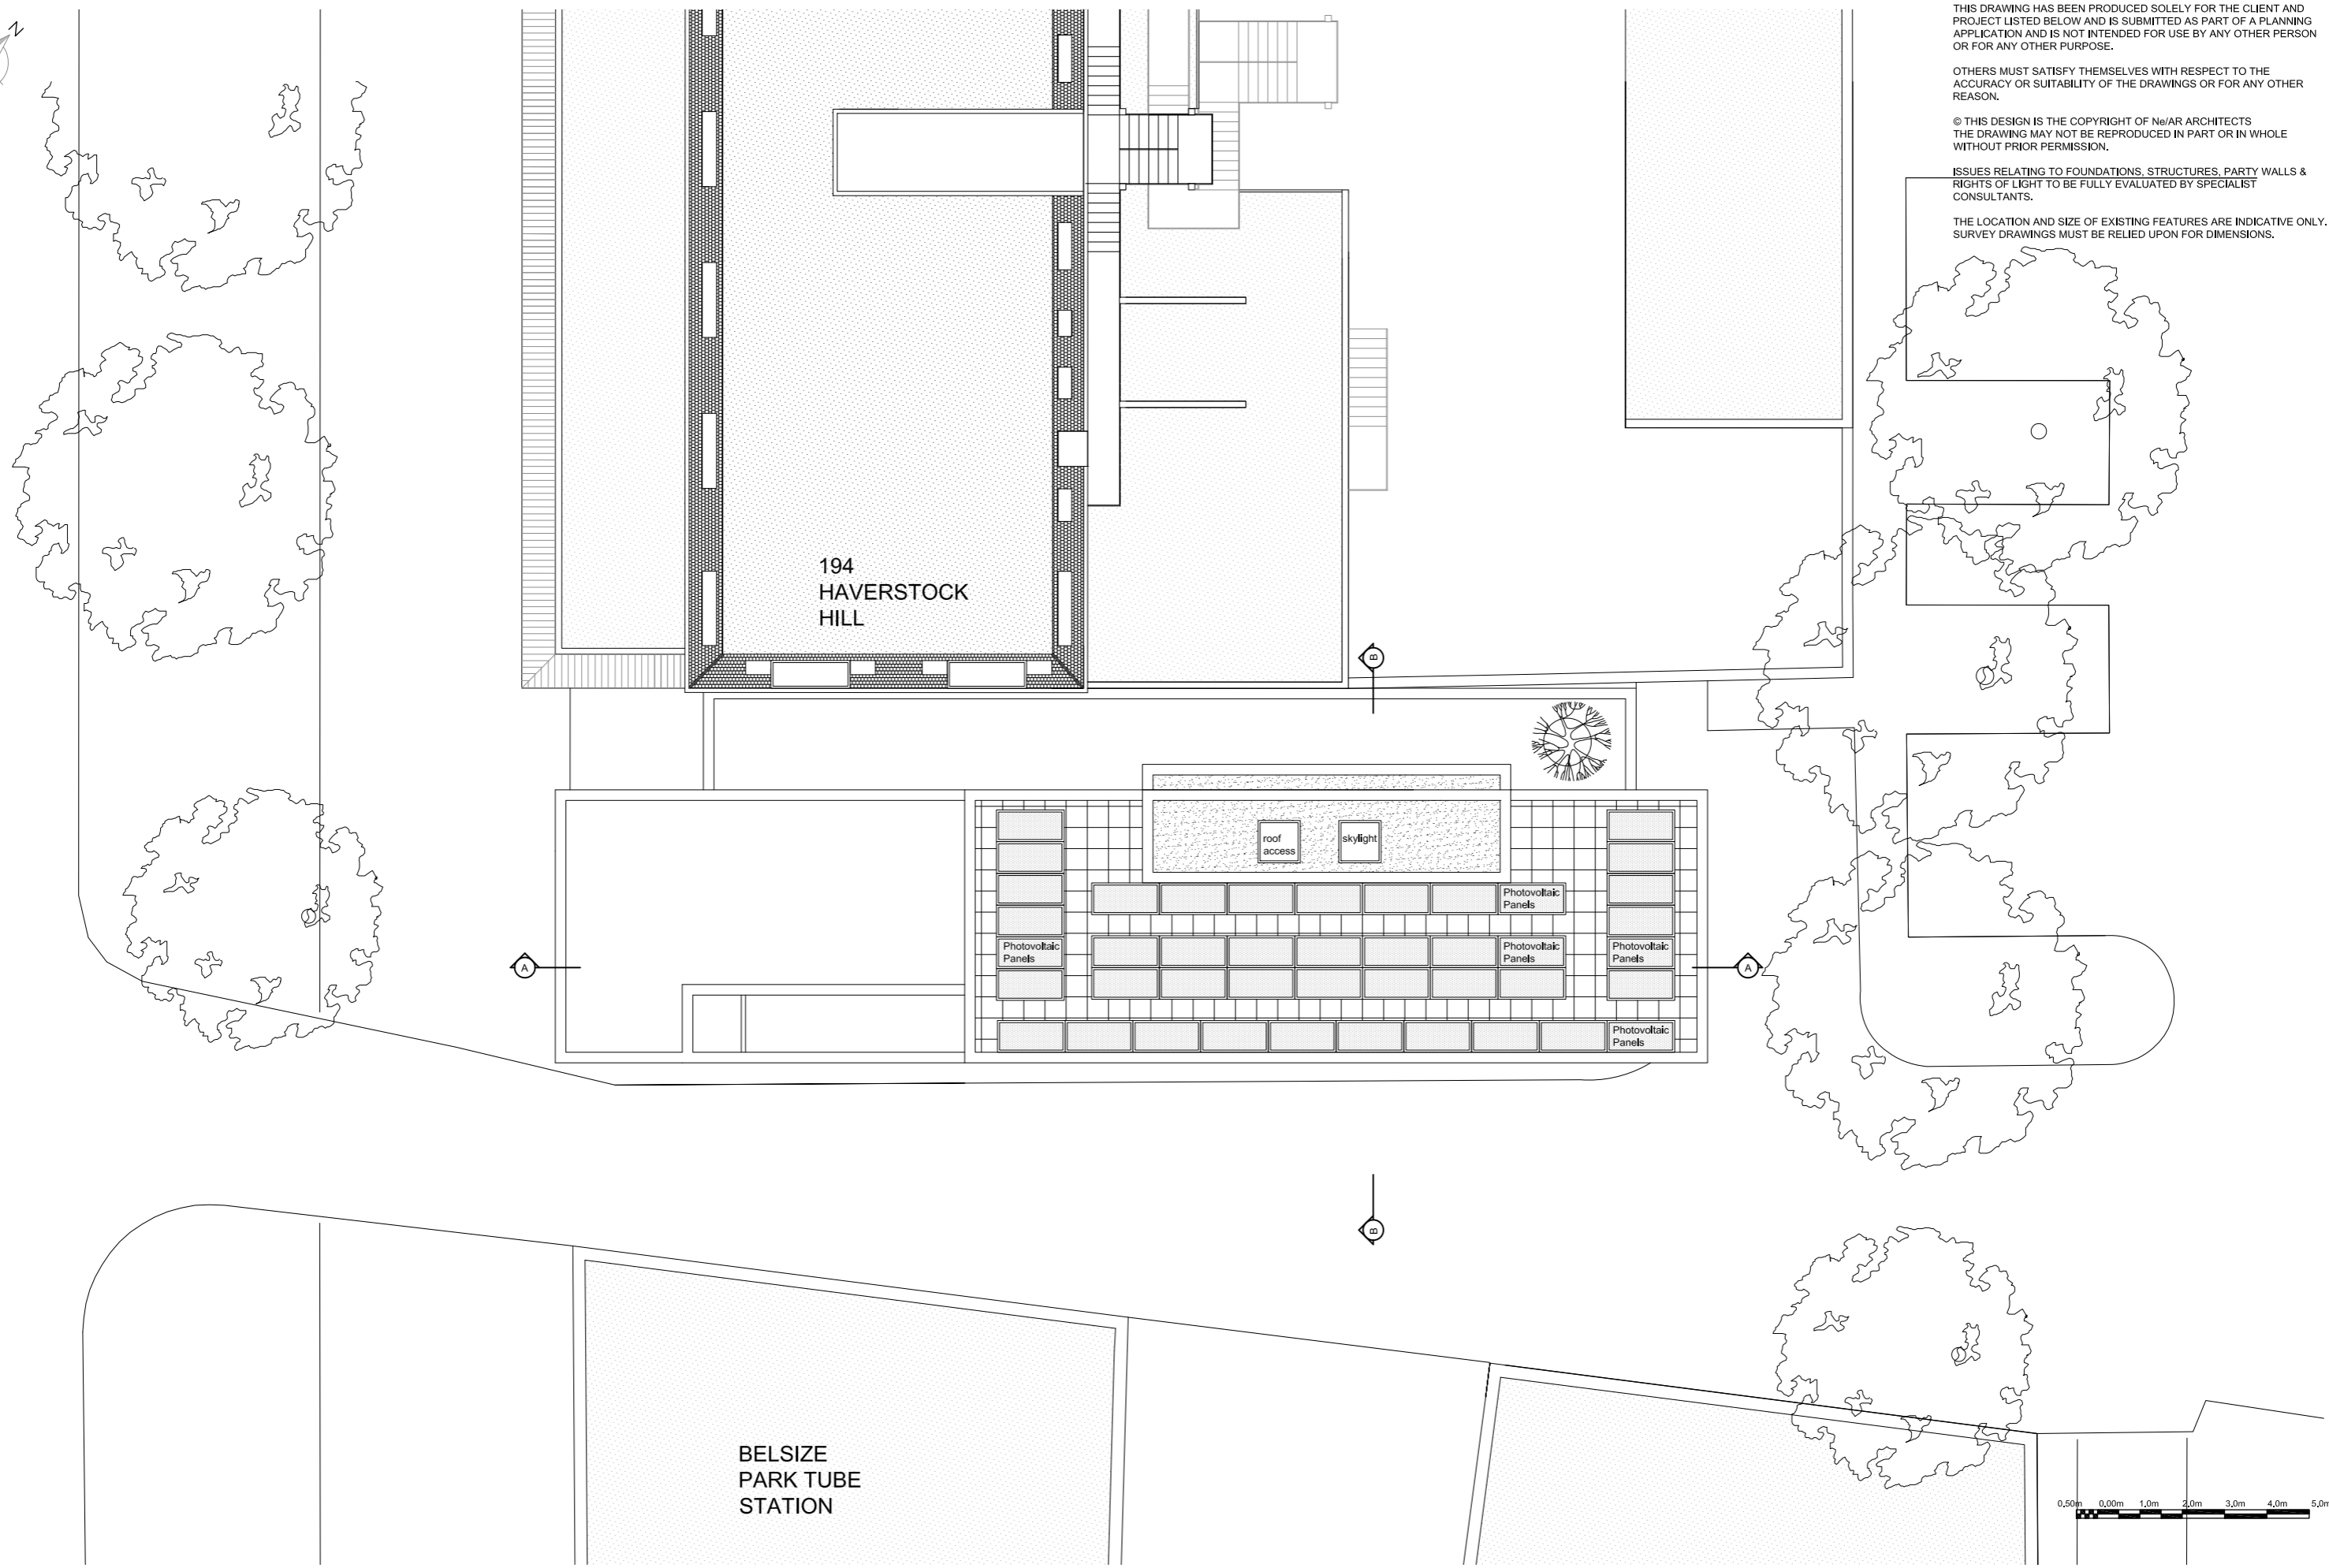 N
THIS DRAWING HAS BEEN PRODUCED SOLELY FOR THE CLIENT AND
PROJECT LISTED BELOW AND IS SUBMITTED AS PART OF A PLANNING
APPLICATION AND IS NOT INTENDED FOR USE BY ANY OTHER PERSON
OR FOR ANY OTHER PURPOSE.
OTHERS MUST SATISFY THEMSELVES WITH RESPECT TO THE
ACCURACY OR SUITABILITY OF THE DRAWINGS OR FOR ANY OTHER
REASON.
© THIS DESIGN IS THE COPYRIGHT OF Ne/AR ARCHITECTS
THE DRAWING MAY NOT BE REPRODUCED IN PART OR IN WHOLE
WITHOUT PRIOR PERMISSION.
ISSUES RELATING TO FOUNDATIONS, STRUCTURES, PARTY WALLS &
RIGHTS OF LIGHT TO BE FULLY EVALUATED BY SPECIALIST
CONSULTANTS.
THE LOCATION AND SIZE OF EXISTING FEATURES ARE INDICATIVE ONLY.
SURVEY DRAWINGS MUST BE RELIED UPON FOR DIMENSIONS.
194
HAVERSTOCK
HILL
B
roof
access
skylight
Photovoltaic
Panels
Photovoltaic
Panels
Photovoltaic
Panels
Photovoltaic
Panels
A
A
Photovoltaic
Panels
B
BELSIZE
PARK TUBE
STATION
0.50m 0.00m 1.0m 2.0m 3.0m 4.0m 5.0m